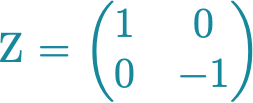 Z = ( 1 0
0 −1 )